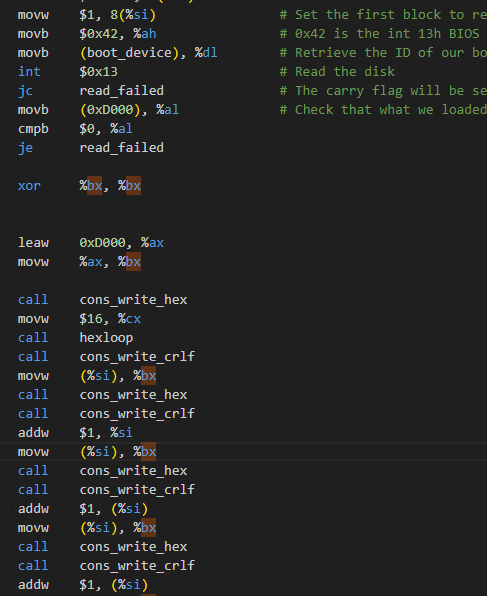 movw $1, 8(%si) # Set the first block to re
movb $0x42, %ah # 0x42 is the int 13h BIOS
movb (boot_device), %dl # Retrieve the ID of our bo
int $0x13 # Read the disk
jc read_failed # The carry flag will be se
movb (0xD000), %al # Check that what we loaded
cmpb $0, %al
je read_failed
xor %bx, %bx
leaw 0xD000, %ax
movw %ax, %bx
call cons_write_hex
movw $16, %cx
call hexloop
call cons_write_crlf
movw (%si), %bx
call cons_write_hex
call cons_write_crlf
addw $1, %si
movw (%si), %bx
call cons_write_hex
call cons_write_crlf
addw $1, (%si)
movw (%si), %bx
call cons_write_hex
call cons_write_crlf
addw $1, (%si)